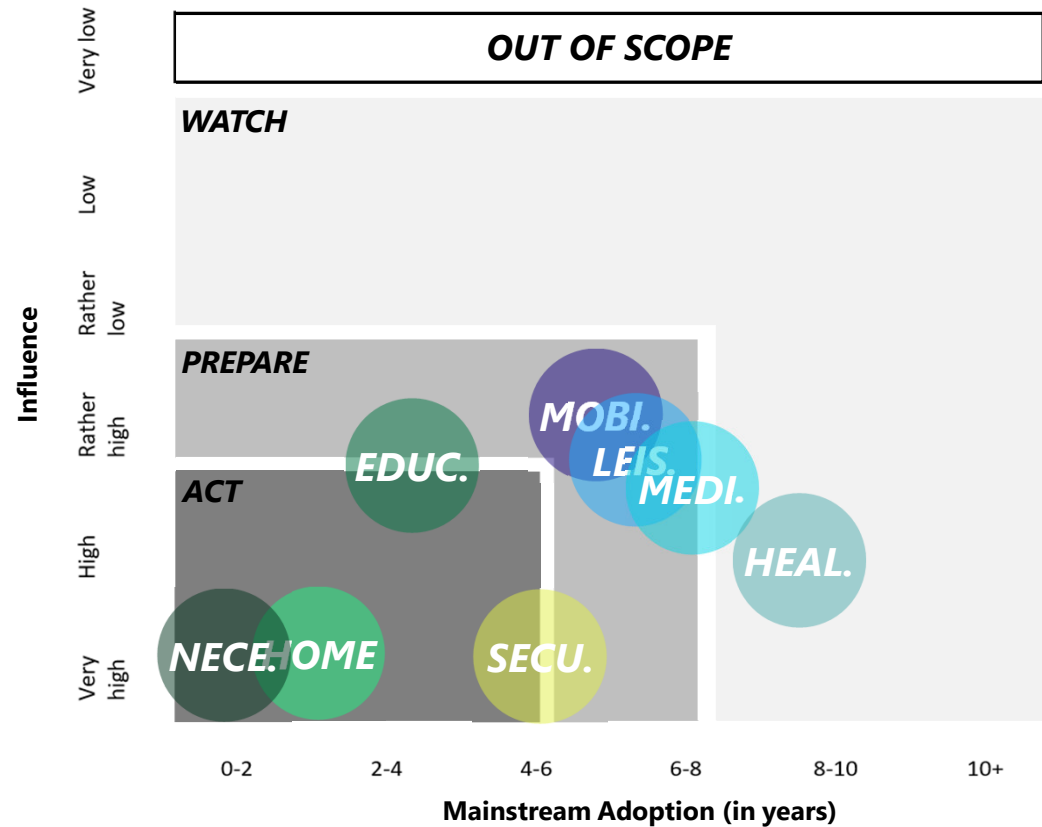 Very low
OUT OF SCOPE
WATCH
Low
Rather
low
Influence
PREPARE
Rather
high
MOBI.
LEIS.
EDUC.
MEDI.
ACT
High
HEAL.
NECE.
HOME
SECU.
Very
high
0-2
2-4
4-6
6-8
8-10
10+
Mainstream Adoption (in years)